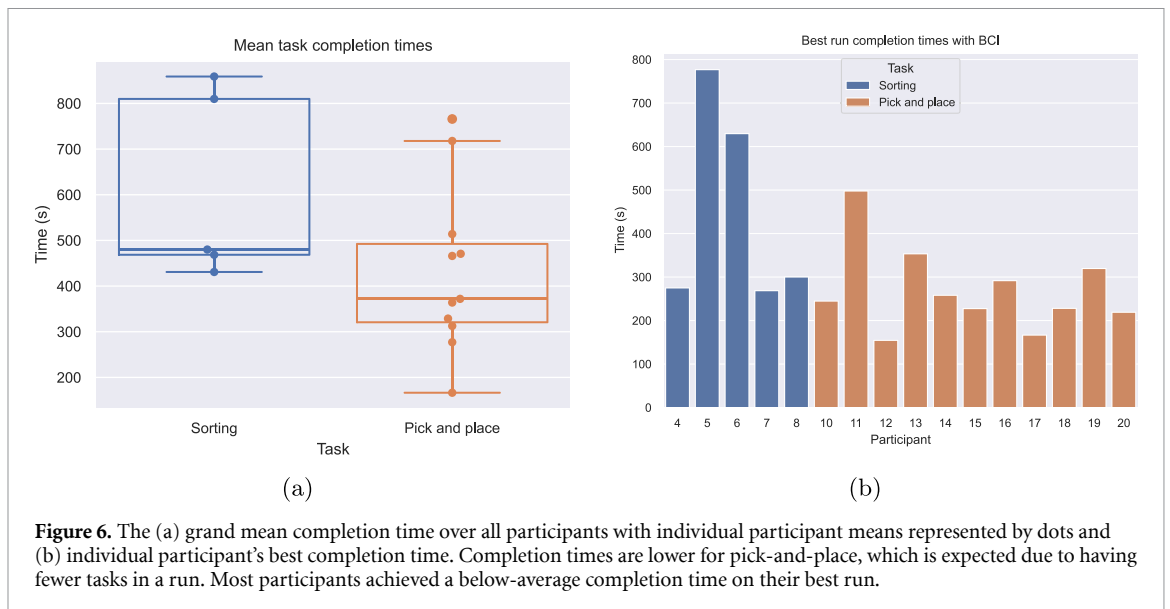 Mean task completion times
Time (s)
800
700
600
500
400
300
200
Sorting
Pick and place
Task
(a)
Best run completion times with BCI
Task
Sorting
Pick and place
Time (s)
800
700
600
500
400
300
200
100
0
4 5 6 7 8 10 11 12 13 14 15 16 17 18 19 20
Participant
(b)
Figure 6. The (a) grand mean completion time over all participants with individual participant means represented by dots and
(b) individual participant's best completion time. Completion times are lower for pick-and-place, which is expected due to having
fewer tasks in a run. Most participants achieved a below-average completion time on their best run.